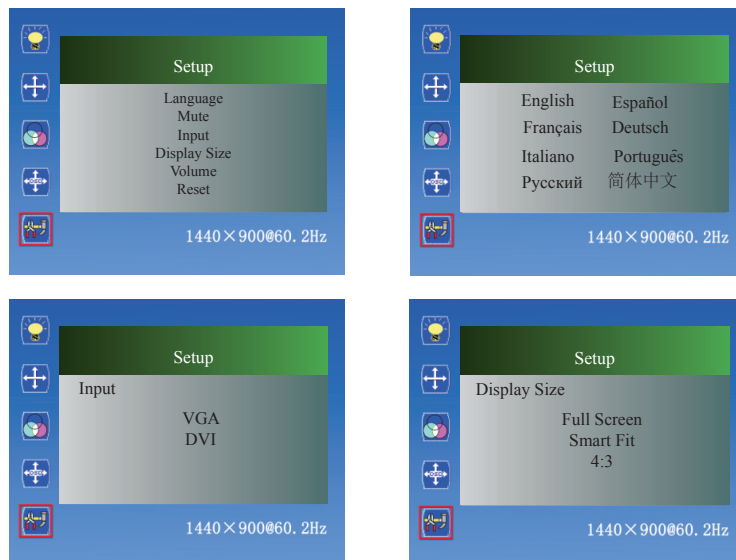 Setup
Language
Mute
Input
Display Size
Volume
Reset
1440×900@60.2Hz
Setup
English Español
Français Deutsch
Italiano Portuguẽs
Русский 简体中文
1440×900@60.2Hz
Setup
Input
VGA
DVI
1440×900@60.2Hz
Setup
Display Size
Full Screen
Smart Fit
4:3
1440×900@60.2Hz